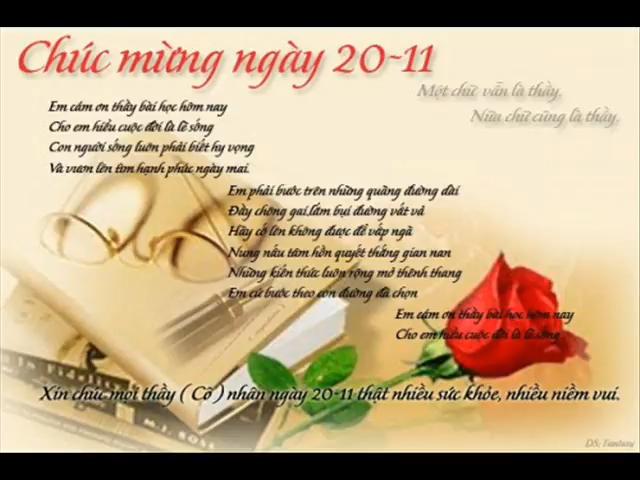 Chúc mừng ngày 20-11
Một chữ vẫn là thầy,
Nửa chữ cũng là thầy.
Em cám ơn thầy bài học hôm nay
Cho em hiểu cuộc đời là lẽ sống
Con người sống luôn phải biết hy vọng
Và vươn lên tìm hạnh phúc ngày mai.
Em phải bước trên những quãng đường dài
Đầy chông gai, lắm bụi đường vất vả
Hãy cố lên không được để vấp ngã
Nung nấu tâm hồn quyết thắng gian nan
Những kiến thức luôn rộng mở thênh thang
Em cứ bước theo con đường đã chọn
Em cám ơn thầy bài học hôm nay
Cho em hiểu cuộc đời là lẽ sống
Xin chúc mọi thầy ( Cô ) nhân ngày 20-11 thật nhiều sức khỏe, nhiều niềm vui.
M.J. ROSE
DS: Fantasy